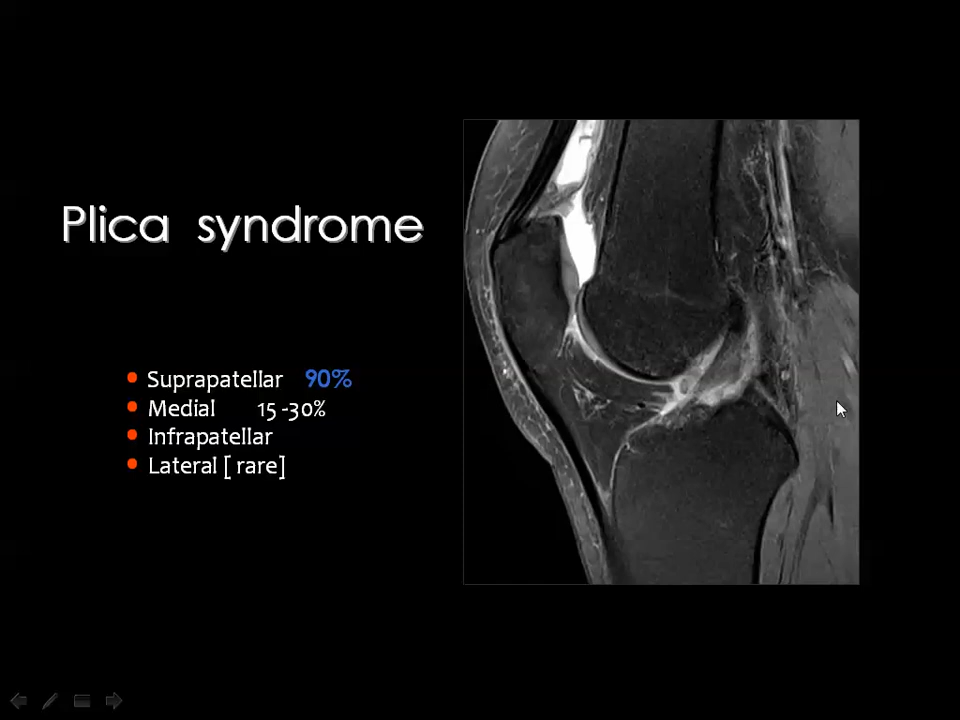 Plica syndrome
Suprapatellar 90%
Medial 15 -30%
Infrapatellar
Lateral [ rare]